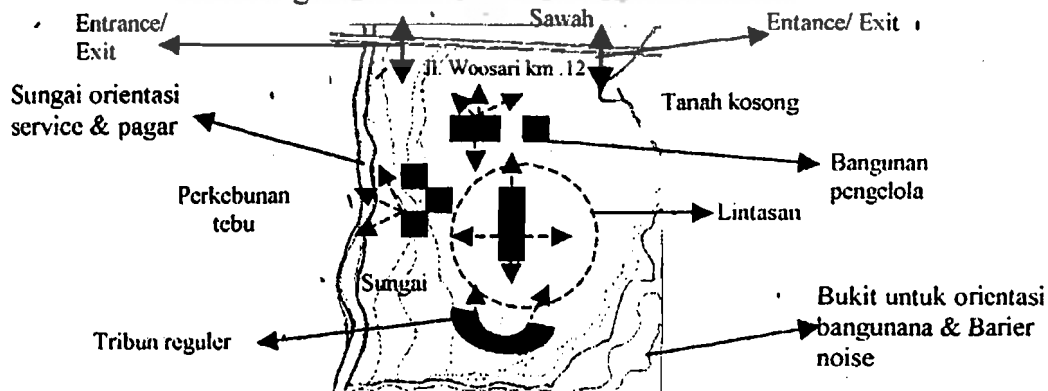 Sawah
Entrance/
Exit
Entance/ Exit
Jl. Woosari km .12
Sungai orientasi
service & pagar
Tanah kosong
Perkebunan
tebu
Bangunan
pengelola
Lintasan
Sungai
Bukit untuk orientasi
bangunana & Barier
noise
Tribun reguler